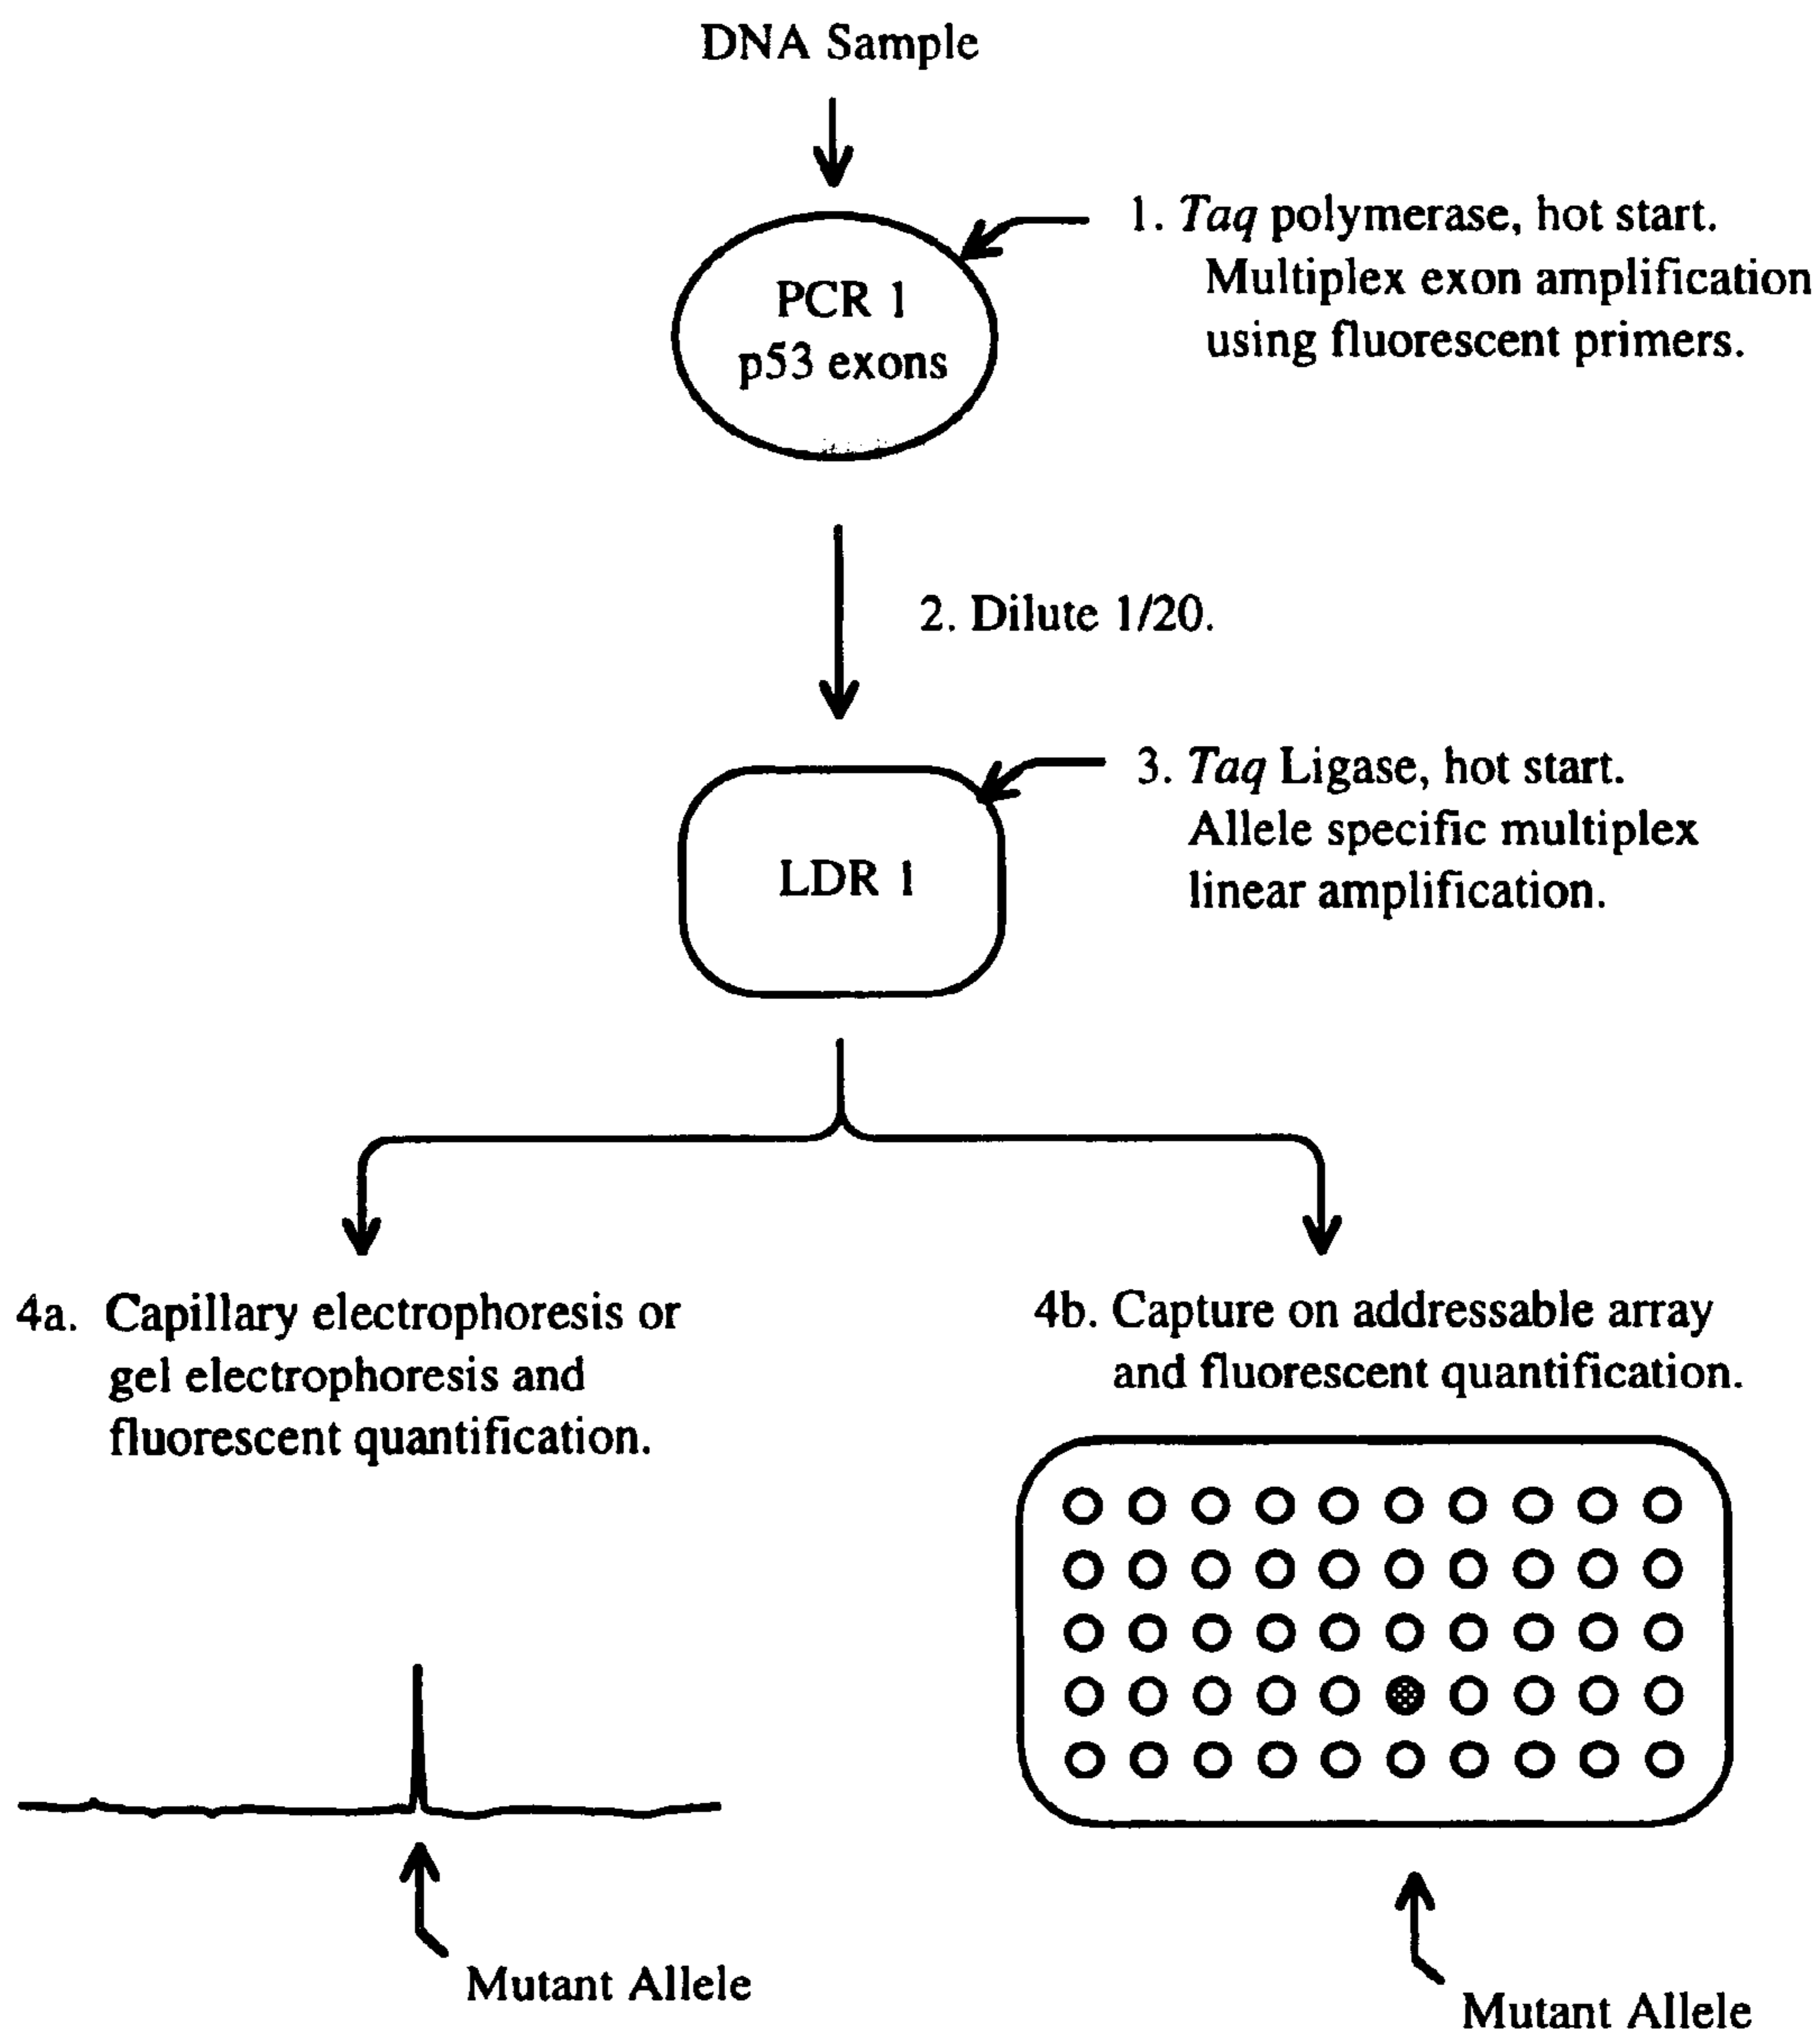 DNA Sample
1. Taq polymerase, hot start.
Multiplex exon amplification
using fluorescent primers.
PCR 1
p53 exons
2. Dilute 1/20.
3. Taq Ligase, hot start.
Allele specific multiplex
linear amplification.
LDR 1
4a. Capillary electrophoresis or
gel electrophoresis and
fluorescent quantification.
4b. Capture on addressable array
and fluorescent quantification.
Mutant Allele
Mutant Allele